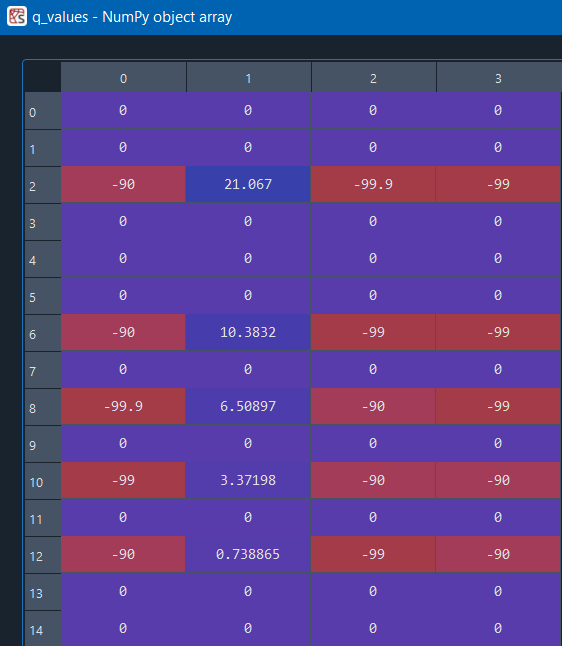 q_values - NumPy object array
0 1 2 3
0 0 0 0 0
1 0 0 0 0
2 -90 21.067 -99.9 -99
3 0 0 0 0
4 0 0 0 0
5 0 0 0 0
6 -90 10.3832 -99 -99
7 0 0 0 0
8 -99.9 6.50897 -90 -99
9 0 0 0 0
10 -99 3.37198 -90 -90
11 0 0 0 0
12 -90 0.738865 -99 -90
13 0 0 0 0
14 0 0 0 0